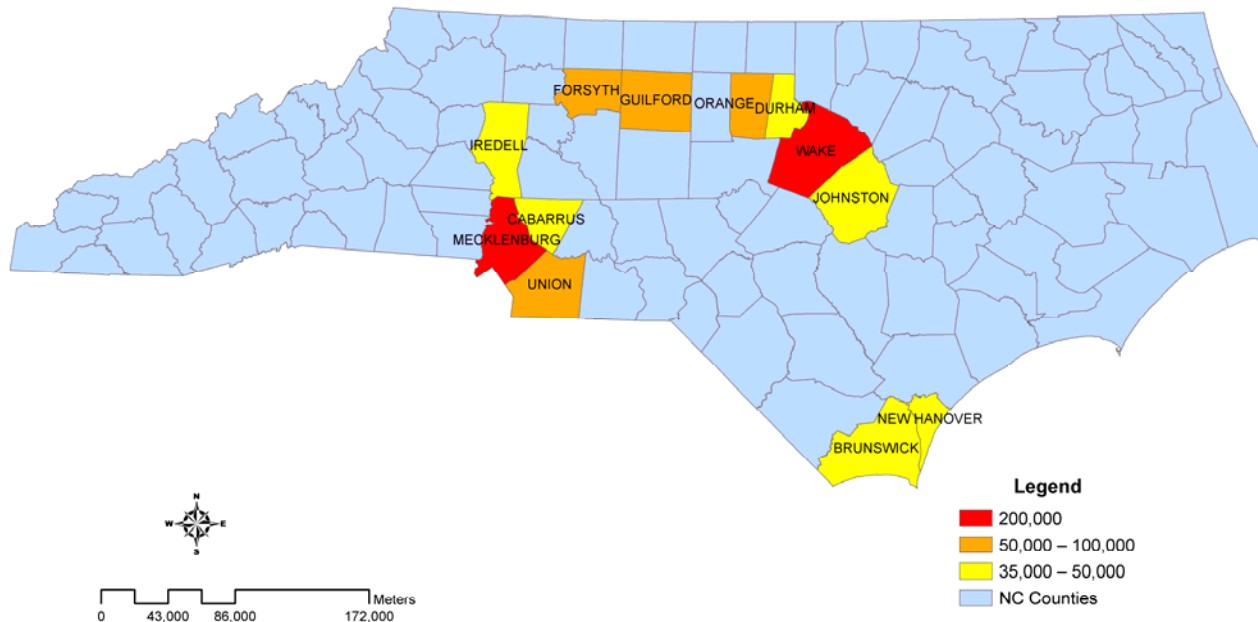 FORSYTH
GUILFORD
ORANGE
DURHAM
IREDELL
WAKE
JOHNSTON
CABARRUS
MECKLENBURG
UNION
NEW HANOVER
BRUNSWICK
Legend
200,000
50,000 – 100,000
35,000 – 50,000
NC Counties
N
W
E
S
Meters
0
43,000
86,000
172,000